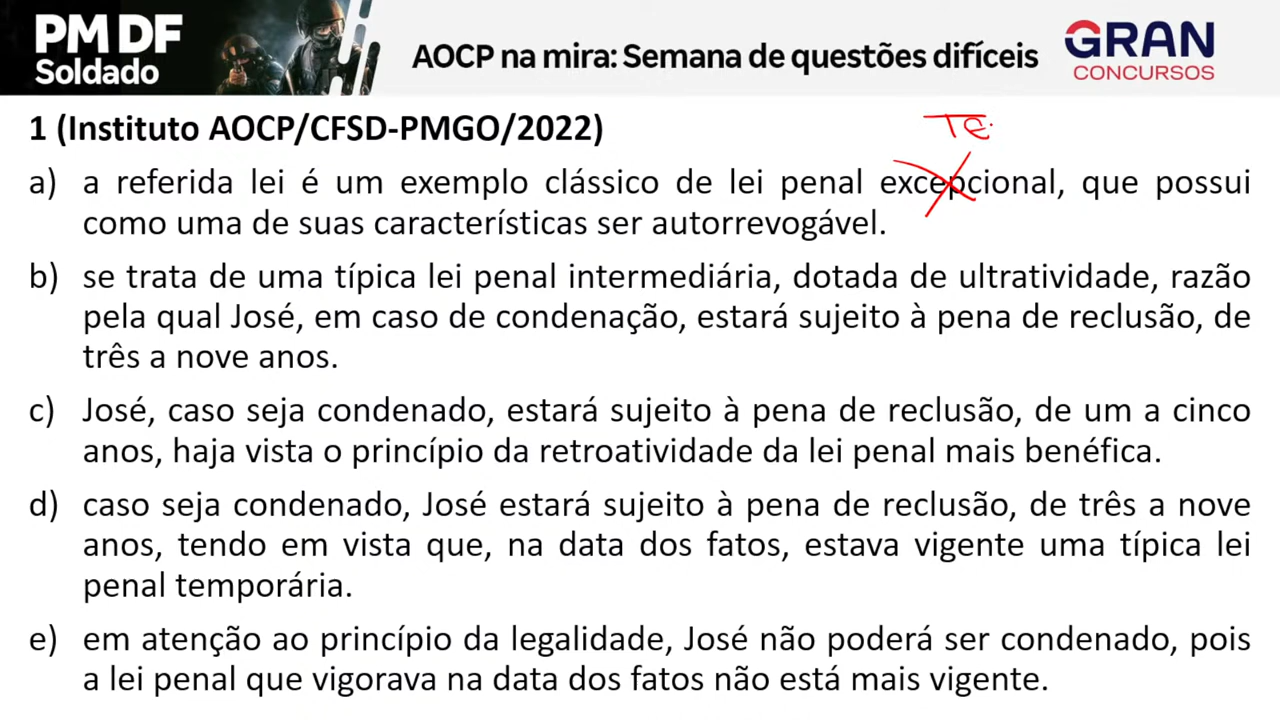 PM DF
Soldado
AOCP na mira: Semana de questões difíceis
GRAN
CONCURSOS
1 (Instituto AOCP/CFSD-PMGO/2022)
TE.
a) a referida lei é um exemplo clássico de lei penal excepcional, que possui
como uma de suas características ser autorrevogável.
b) se trata de uma típica lei penal intermediária, dotada de ultratividade, razão
pela qual José, em caso de condenação, estará sujeito à pena de reclusão, de
três a nove anos.
c) José, caso seja condenado, estará sujeito à pena de reclusão, de um a cinco
anos, haja vista o princípio da retroatividade da lei penal mais benéfica.
d) caso seja condenado, José estará sujeito à pena de reclusão, de três a nove
anos, tendo em vista que, na data dos fatos, estava vigente uma típica lei
penal temporária.
e) em atenção ao princípio da legalidade, José não poderá ser condenado, pois
a lei penal que vigorava na data dos fatos não está mais vigente.